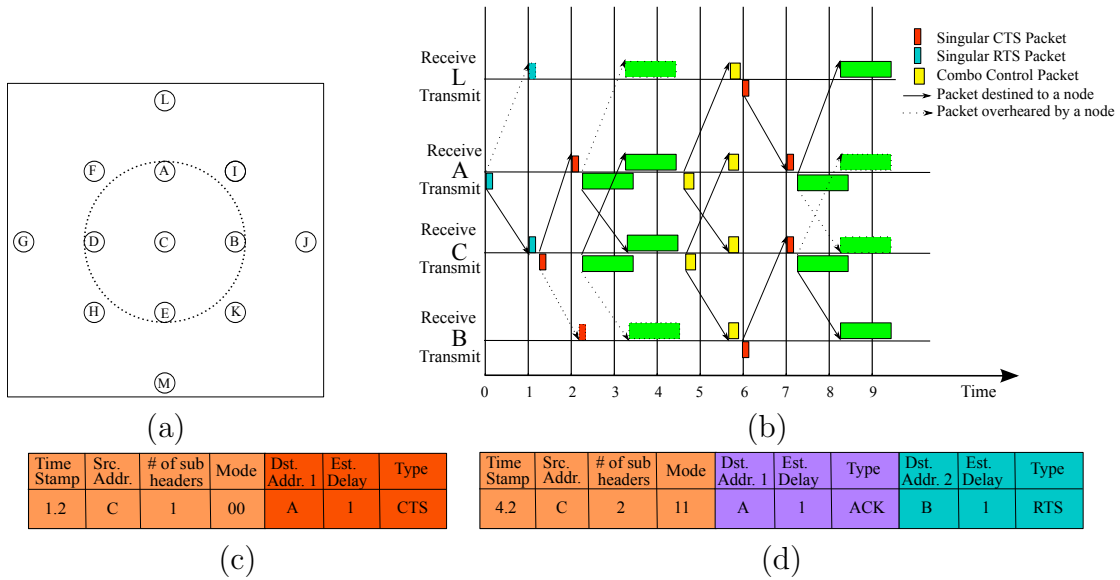 L
F
A
I
G
D
C
B
J
H
E
K
M
(a)
Receive
L
Transmit
Receive
A
Transmit
Receive
C
Transmit
Receive
B
Transmit
0 1 2 3 4 5 6 7 8 9 Time
Singular CTS Packet
Singular RTS Packet
Combo Control Packet
Packet destined to a node
Packet overheard by a node
(b)
Time Stamp Src. Addr. # of sub headers Mode Dst. Addr. 1 Est. Delay Type
1.2 C 1 00 A 1 CTS
(c)
Time Stamp Src. Addr. # of sub headers Mode Dst. Addr. 1 Est. Delay Type Dst. Addr. 2 Est. Delay Type
4.2 C 2 11 A 1 ACK B 1 RTS
(d)